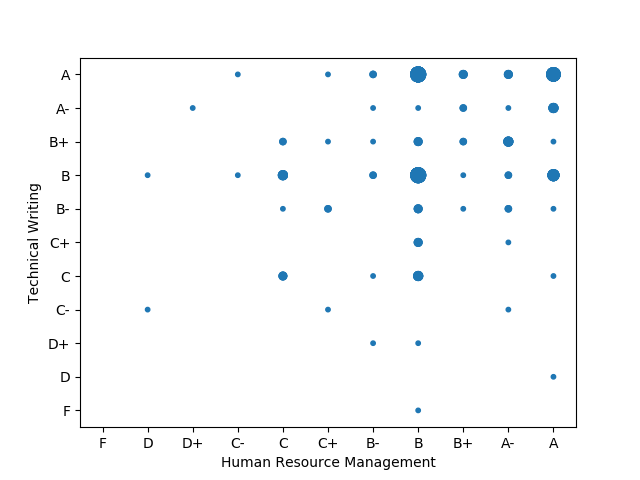 A
A-
B+
B
B-
C+
C
C-
D+
D
F
Technical Writing
F D D+ C- C C+ B- B B+ A- A
Human Resource Management